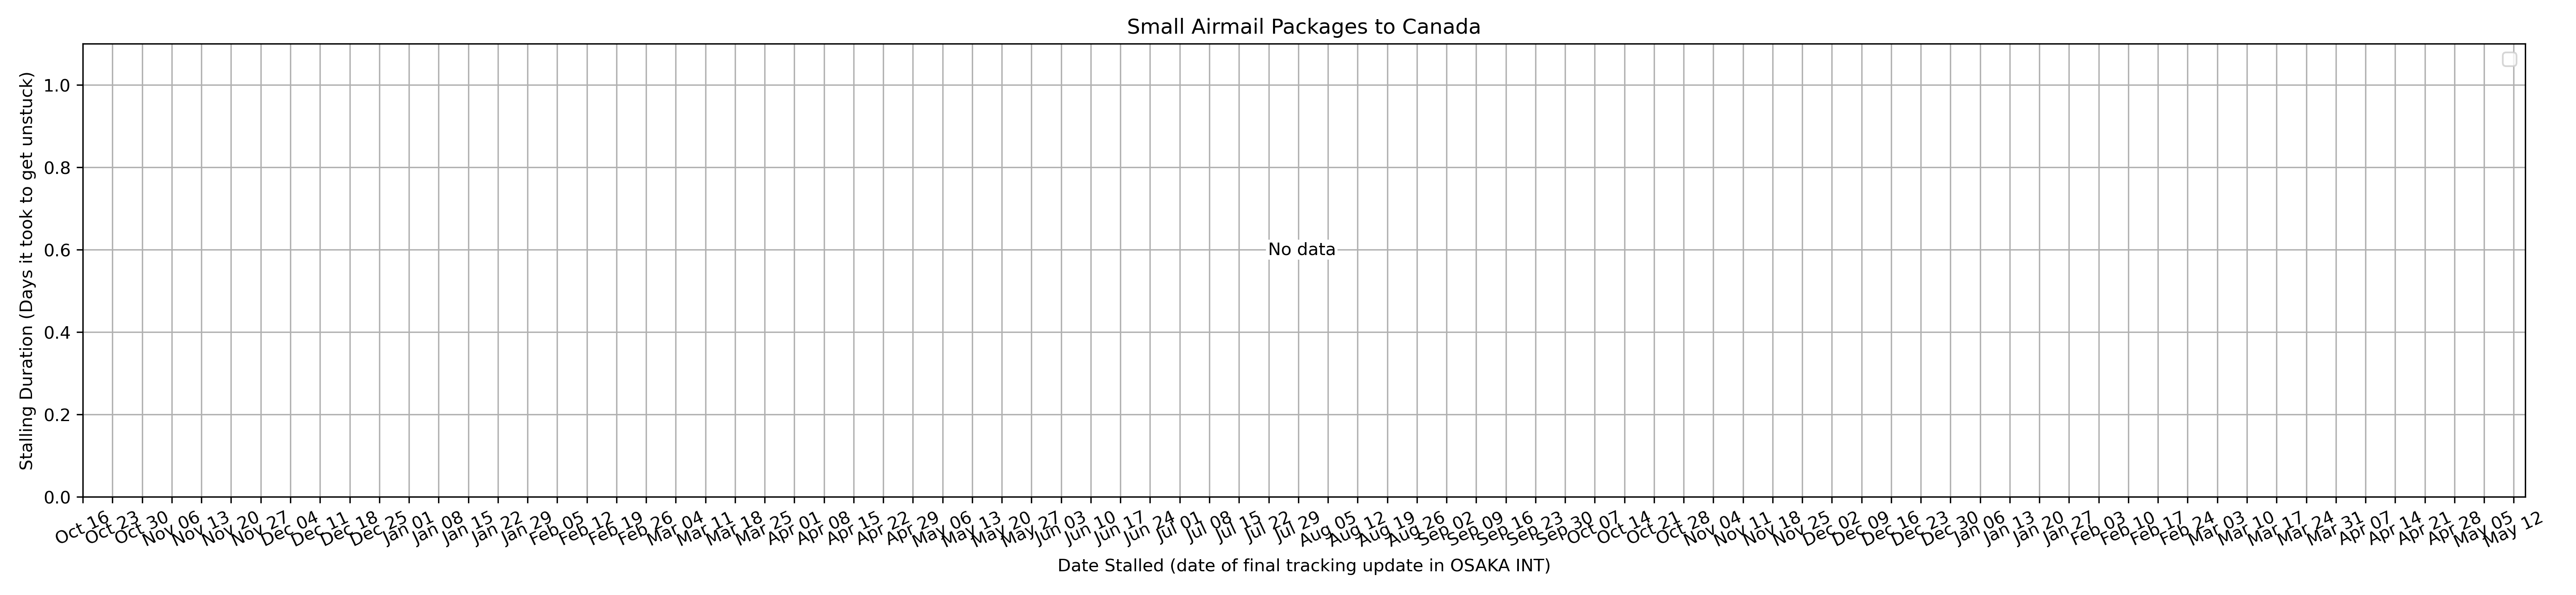 Small Airmail Packages to Canada
Stalling Duration (Days it took to get unstuck)
1.0
0.8
0.6
0.4
0.2
0.0
No data
Oct 16 Oct 23 Oct 30 Nov 06 Nov 13 Nov 20 Nov 27 Dec 04 Dec 11 Dec 18 Dec 25 Jan 01 Jan 08 Jan 15 Jan 22 Jan 29 Feb 05 Feb 12 Feb 19 Feb 26 Mar 04 Mar 11 Mar 18 Mar 25 Apr 01 Apr 08 Apr 15 Apr 22 Apr 29 May 06 May 13 May 20 May 27 Jun 03 Jun 10 Jun 17 Jun 24 Jul 01 Jul 08 Jul 15 Jul 22 Jul 29 Aug 05 Aug 12 Aug 19 Aug 26 Sep 02 Sep 09 Sep 16 Sep 23 Sep 30 Oct 07 Oct 14 Oct 21 Oct 28 Nov 04 Nov 11 Nov 18 Nov 25 Dec 02 Dec 09 Dec 16 Dec 23 Dec 30 Jan 06 Jan 13 Jan 20 Jan 27 Feb 03 Feb 10 Feb 17 Feb 24 Mar 03 Mar 10 Mar 17 Mar 24 Mar 31 Apr 07 Apr 14 Apr 21 Apr 28 May 05 May 12
Date Stalled (date of final tracking update in OSAKA INT)